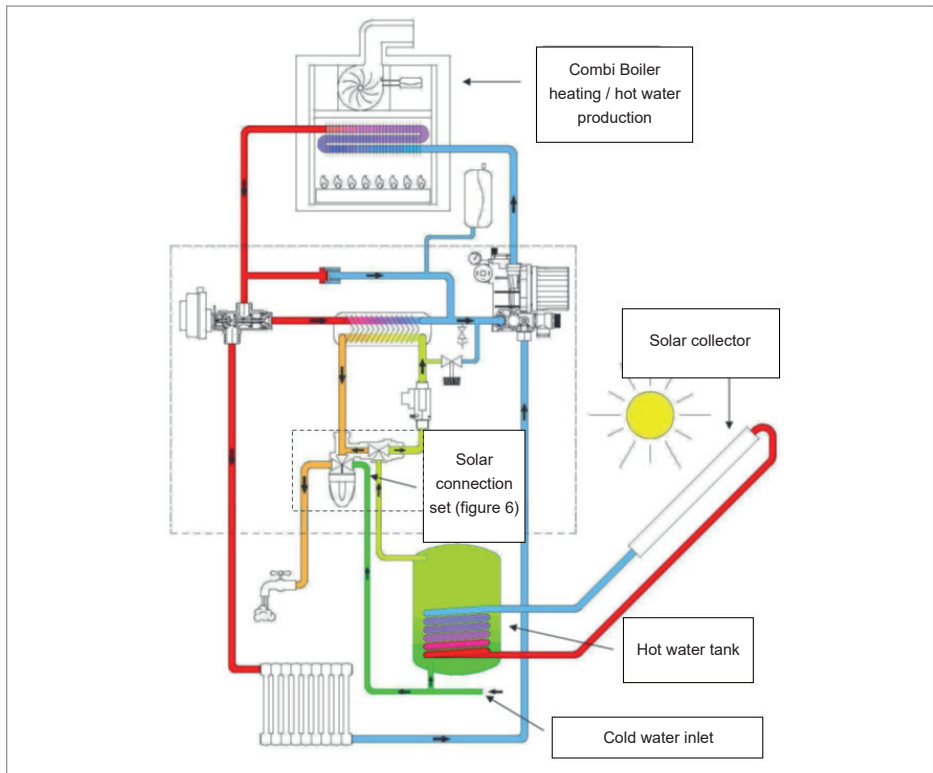 Combi Boiler
heating / hot water
production
Solar collector
Solar
connection
set (figure 6)
Hot water tank
Cold water inlet